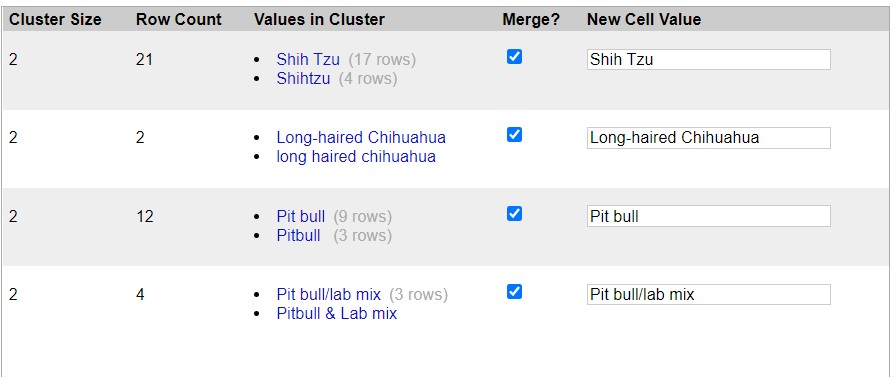 Cluster Size Row Count Values in Cluster Merge? New Cell Value
2 21 • Shih Tzu (17 rows) Shih Tzu
• Shihtzu (4 rows)
2 2 • Long-haired Chihuahua Long-haired Chihuahua
• long haired chihuahua
2 12 • Pit bull (9 rows) Pit bull
• Pitbull (3 rows)
2 4 • Pit bull/lab mix (3 rows) Pit bull/lab mix
• Pitbull & Lab mix